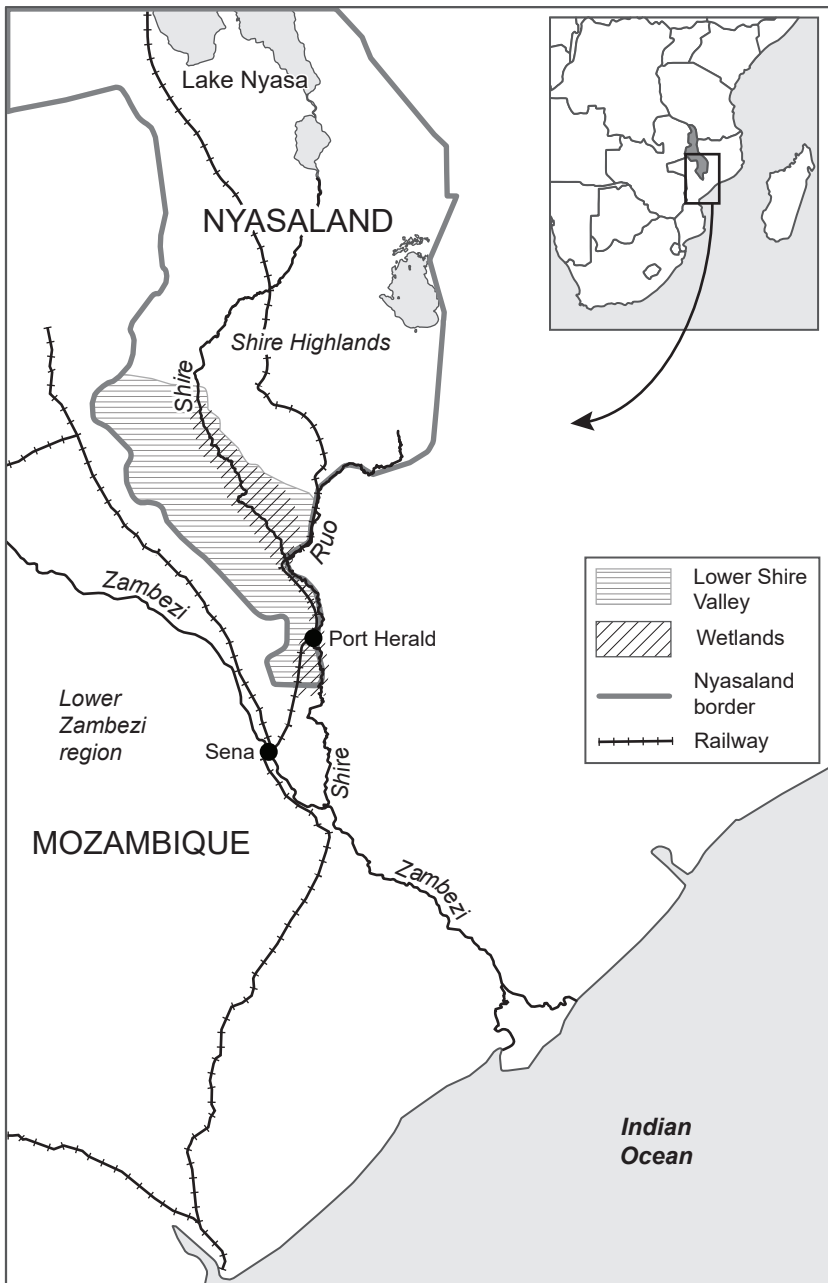 Lake Nyasa
NYASALAND
Shire Highlands
Shire
Ruo
Zambezi
Port Herald
Lower
Zambezi
region
Sena
Shire
MOZAMBIQUE
Zambezi
Indian
Ocean
Lower Shire
Valley
Wetlands
Nyasaland
border
Railway